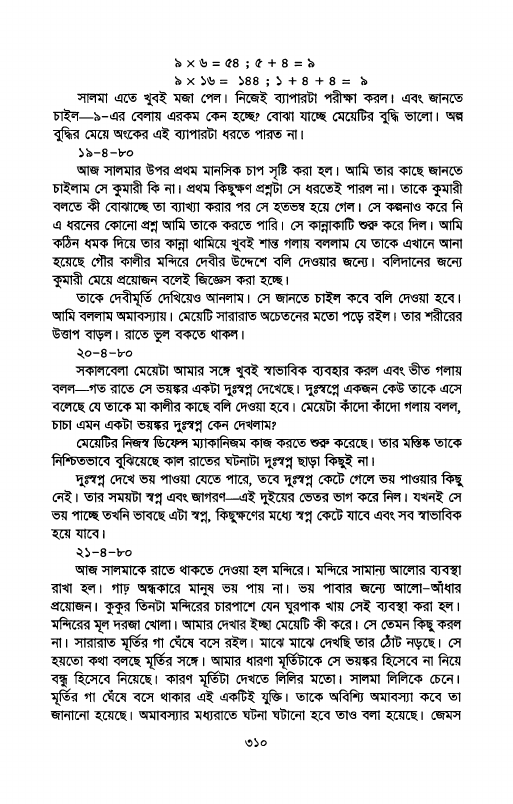 ৯ × ৬ = ৫৪ ; ৫ + ৪ = ৯
৯ × ১৬ = ১৪৪ ; ১ + ৪ + ৪ = ৯
সালমা এতে খুবই মজা পেল। নিজেই ব্যাপারটা পরীক্ষা করল। এবং জানতে
চাইল—৯-এর বেলায় এরকম কেন হচ্ছে? বোঝা যাচ্ছে মেয়েটির বুদ্ধি ভালো। অল্প
বুদ্ধির মেয়ে অংকের এই ব্যাপারটা ধরতে পারত না।
১৯-৪-৮০
আজ সালমার উপর প্রথম মানসিক চাপ সৃষ্টি করা হল। আমি তার কাছে জানতে
চাইলাম সে কুমারী কি না। প্রথম কিছুক্ষণ প্রশ্নটা সে ধরতেই পারল না। তাকে কুমারী
বলতে কী বোঝাচ্ছে তা ব্যাখ্যা করার পর সে হতভম্ব হয়ে গেল। সে কল্পনাও করে নি
এ ধরনের কোনো প্রশ্ন আমি তাকে করতে পারি। সে কান্নাকাটি শুরু করে দিল। আমি
কঠিন ধমক দিয়ে তার কান্না থামিয়ে খুবই শান্ত গলায় বললাম যে তাকে এখানে আনা
হয়েছে গৌর কালীর মন্দিরে দেবীর উদ্দেশে বলি দেওয়ার জন্যে। বলিদানের জন্যে
কুমারী মেয়ে প্রয়োজন বলেই জিজ্ঞেস করা হচ্ছে।
তাকে দেবীমূর্তি দেখিয়েও আনলাম। সে জানতে চাইল কবে বলি দেওয়া হবে।
আমি বললাম অমাবস্যায়। মেয়েটি সারারাত অচেতনের মতো পড়ে রইল। তার শরীরের
উত্তাপ বাড়ল। রাতে ভুল বকতে থাকল।
২০-৪-৮০
সকালবেলা মেয়েটা আমার সঙ্গে খুবই স্বাভাবিক ব্যবহার করল এবং ভীত গলায়
বলল—গত রাতে সে ভয়ঙ্কর একটা দুঃস্বপ্ন দেখেছে। দুঃস্বপ্নে একজন কেউ তাকে এসে
বলেছে যে তাকে মা কালীর কাছে বলি দেওয়া হবে। মেয়েটা কাঁদো কাঁদো গলায় বলল,
চাচা এমন একটা ভয়ঙ্কর দুঃস্বপ্ন কেন দেখলাম?
মেয়েটির নিজস্ব ডিফেন্স ম্যাকানিজম কাজ করতে শুরু করেছে। তার মস্তিষ্ক তাকে
নিশ্চিতভাবে বুঝিয়েছে কাল রাতের ঘটনাটা দুঃস্বপ্ন ছাড়া কিছুই না।
দুঃস্বপ্ন দেখে ভয় পাওয়া যেতে পারে, তবে দুঃস্বপ্ন কেটে গেলে ভয় পাওয়ার কিছু
নেই। তার সময়টা স্বপ্ন এবং জাগরণ—এই দুইয়ের ভেতর ভাগ করে নিল। যখনই সে
ভয় পাচ্ছে তখনি ভাবছে এটা স্বপ্ন, কিছুক্ষণের মধ্যে স্বপ্ন কেটে যাবে এবং সব স্বাভাবিক
হয়ে যাবে।
২১-৪-৮০
আজ সালমাকে রাতে থাকতে দেওয়া হল মন্দিরে। মন্দিরে সামান্য আলোর ব্যবস্থা
রাখা হল। গাঢ় অন্ধকারে মানুষ ভয় পায় না। ভয় পাবার জন্যে আলো-আঁধার
প্রয়োজন। কুকুর তিনটা মন্দিরের চারপাশে যেন ঘুরপাক খায় সেই ব্যবস্থা করা হল।
মন্দিরের মূল দরজা খোলা। আমার দেখার ইচ্ছা মেয়েটি কী করে। সে তেমন কিছু করল
না। সারারাত মূর্তির গা ঘেঁষে বসে রইল। মাঝে মাঝে দেখছি তার ঠোঁট নড়ছে। সে
হয়তো কথা বলছে মূর্তির সঙ্গে। আমার ধারণা মূর্তিটাকে সে ভয়ঙ্কর হিসেবে না নিয়ে
বন্ধু হিসেবে নিয়েছে। কারণ মূর্তিটা দেখতে লিলির মতো। সালমা লিলিকে চেনে।
মূর্তির গা ঘেঁষে বসে থাকার এই একটিই যুক্তি। তাকে অবিশ্যি অমাবস্যা কবে তা
জানানো হয়েছে। অমাবস্যার মধ্যরাতে ঘটনা ঘটানো হবে তাও বলা হয়েছে। জেমস
৩১০